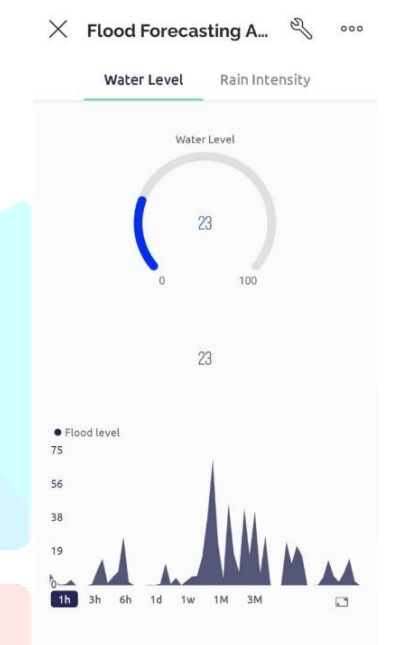 Flood Forecasting A...
Water Level Rain Intensity
Water Level
23
0 100
23
Flood level
75
56
38
19
0
1h 3h 6h 1d 1w 1M 3M